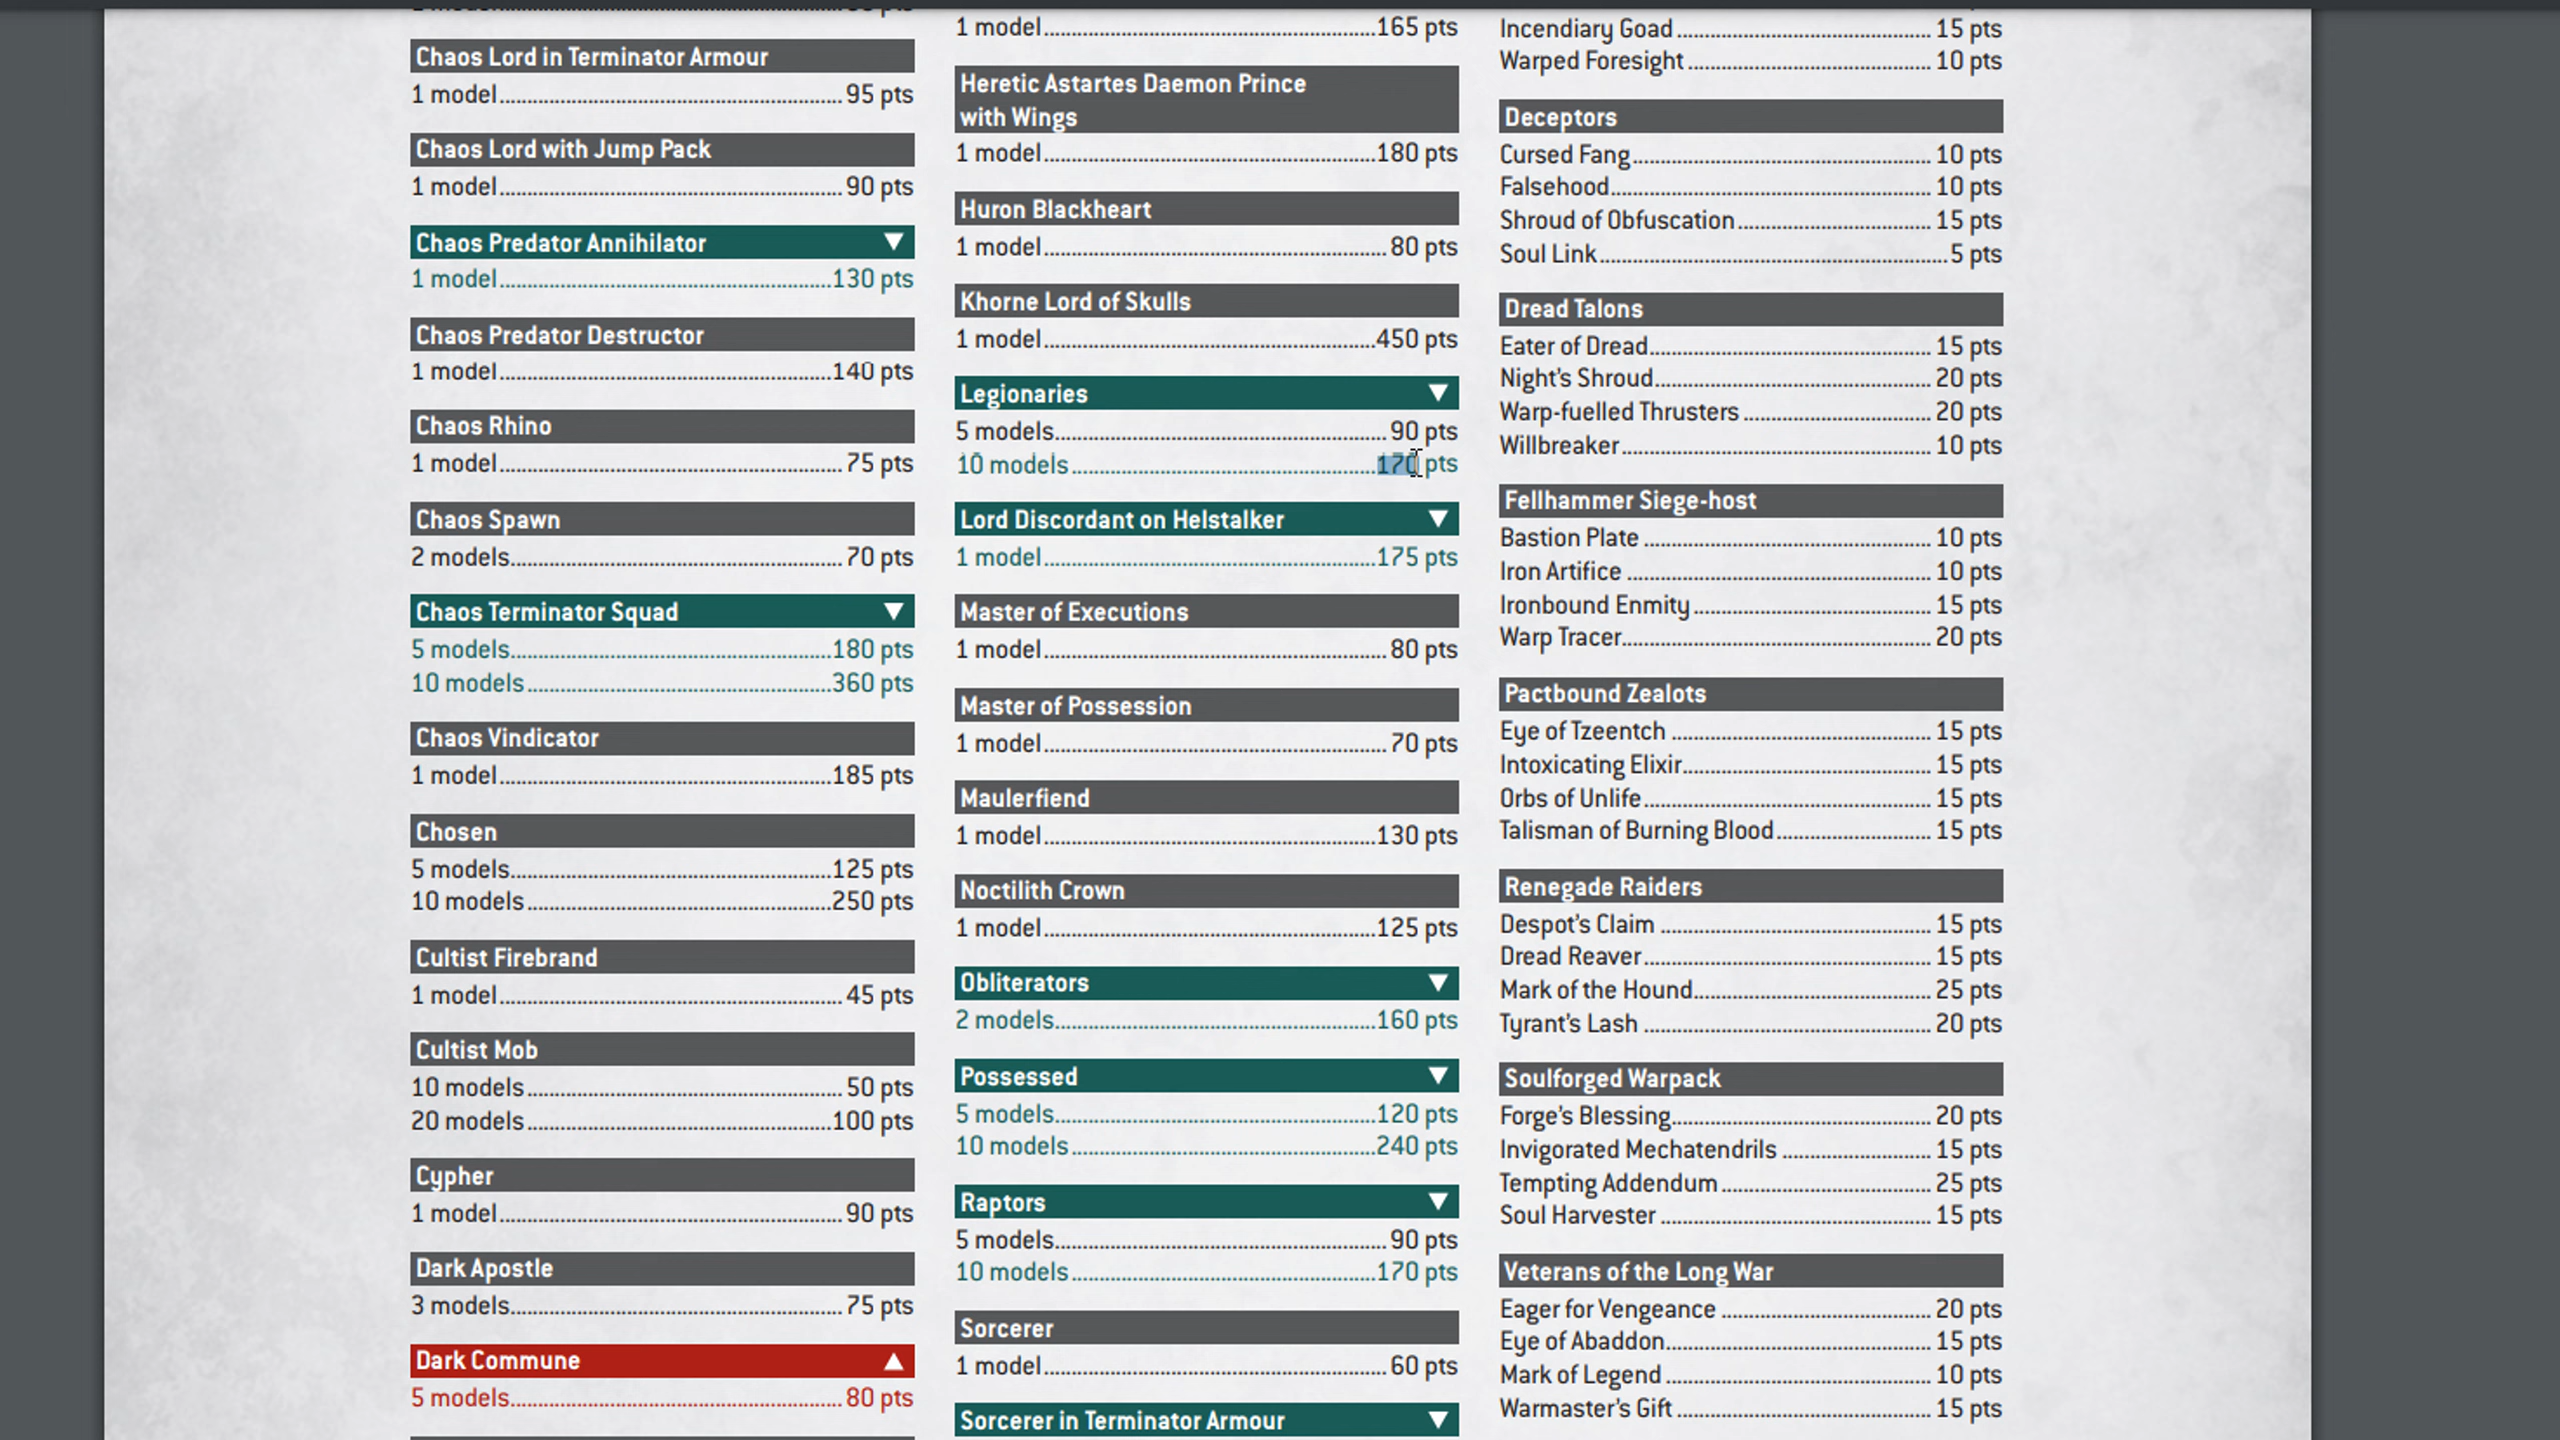 Chaos Lord in Terminator Armour
1 model 95 pts
Chaos Lord with Jump Pack
1 model 90 pts
Chaos Predator Annihilator ▼
1 model 130 pts
Chaos Predator Destructor
1 model 140 pts
Chaos Rhino
1 model 75 pts
Chaos Spawn
2 models 70 pts
Chaos Terminator Squad ▼
5 models 180 pts
10 models 360 pts
Chaos Vindicator
1 model 185 pts
Chosen
5 models 125 pts
10 models 250 pts
Cultist Firebrand
1 model 45 pts
Cultist Mob
10 models 50 pts
20 models 100 pts
Cypher
1 model 90 pts
Dark Apostle
3 models 75 pts
Dark Commune ▲
5 models 80 pts
1 model 165 pts
Heretic Astartes Daemon Prince
with Wings
1 model 180 pts
Huron Blackheart
1 model 80 pts
Khorne Lord of Skulls
1 model 450 pts
Legionaries ▼
5 models 90 pts
10 models 170 pts
Lord Discordant on Helstalker ▼
1 model 175 pts
Master of Executions
1 model 80 pts
Master of Possession
1 model 70 pts
Maulerfiend
1 model 130 pts
Noctilith Crown
1 model 125 pts
Obliterators ▼
2 models 160 pts
Possessed ▼
5 models 120 pts
10 models 240 pts
Raptors ▼
5 models 90 pts
10 models 170 pts
Sorcerer
1 model 60 pts
Sorcerer in Terminator Armour ▼
Incendiary Goad 15 pts
Warped Foresight 10 pts
Deceptors
Cursed Fang 10 pts
Falsehood 10 pts
Shroud of Obfuscation 15 pts
Soul Link 5 pts
Dread Talons
Eater of Dread 15 pts
Night's Shroud 20 pts
Warp-fuelled Thrusters 20 pts
Willbreaker 10 pts
Fellhammer Siege-host
Bastion Plate 10 pts
Iron Artifice 10 pts
Ironbound Enmity 15 pts
Warp Tracer 20 pts
Pactbound Zealots
Eye of Tzeentch 15 pts
Intoxicating Elixir 15 pts
Orbs of Unlife 15 pts
Talisman of Burning Blood 15 pts
Renegade Raiders
Despot's Claim 15 pts
Dread Reaver 15 pts
Mark of the Hound 25 pts
Tyrant's Lash 20 pts
Soulforged Warpack
Forge's Blessing 20 pts
Invigorated Mechatendrils 15 pts
Tempting Addendum 25 pts
Soul Harvester 15 pts
Veterans of the Long War
Eager for Vengeance 20 pts
Eye of Abaddon 15 pts
Mark of Legend 10 pts
Warmaster's Gift 15 pts